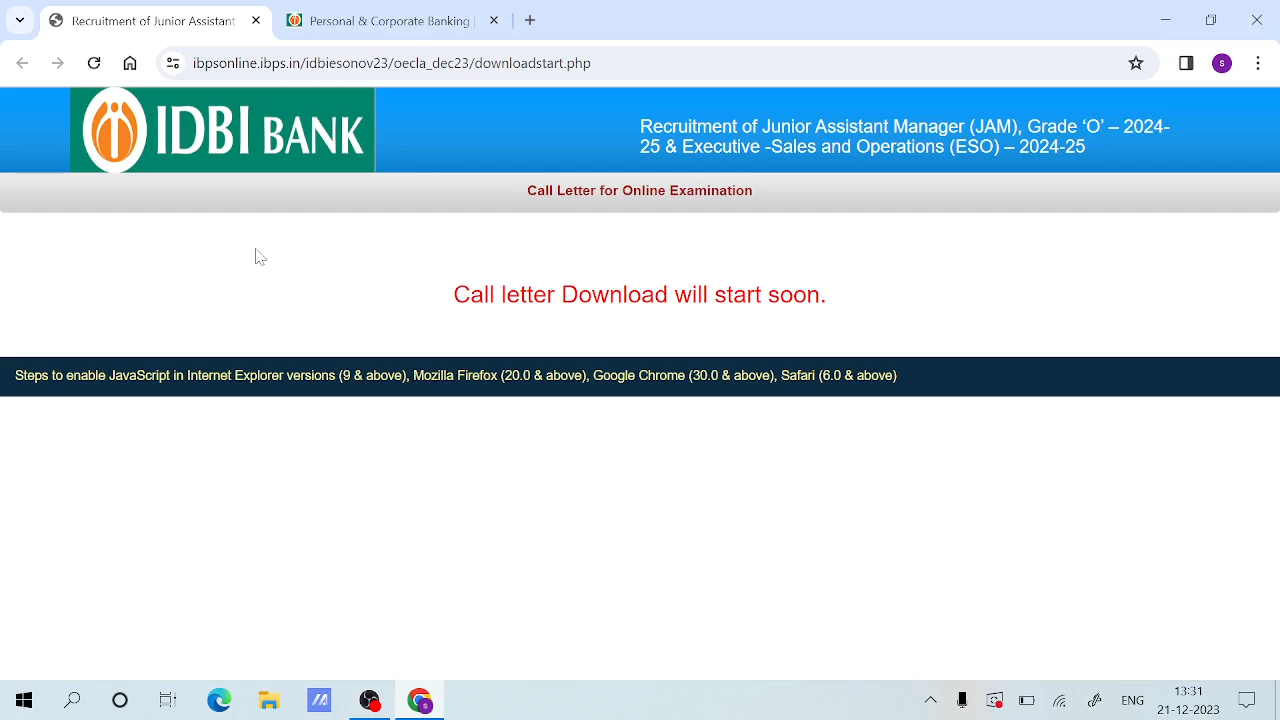 Recruitment of Junior Assistant
Personal & Corporate Banking
ibpsonline.ibps.in/idbiesonov23/oecla_dec23/downloadstart.php
s
IDBI BANK
Recruitment of Junior Assistant Manager (JAM), Grade ‘O’ – 2024-
25 & Executive -Sales and Operations (ESO) – 2024-25
Call Letter for Online Examination
Call letter Download will start soon.
Steps to enable JavaScript in Internet Explorer versions (9 & above), Mozilla Firefox (20.0 & above), Google Chrome (30.0 & above), Safari (6.0 & above)
s
ENG
13:31
21-12-2023